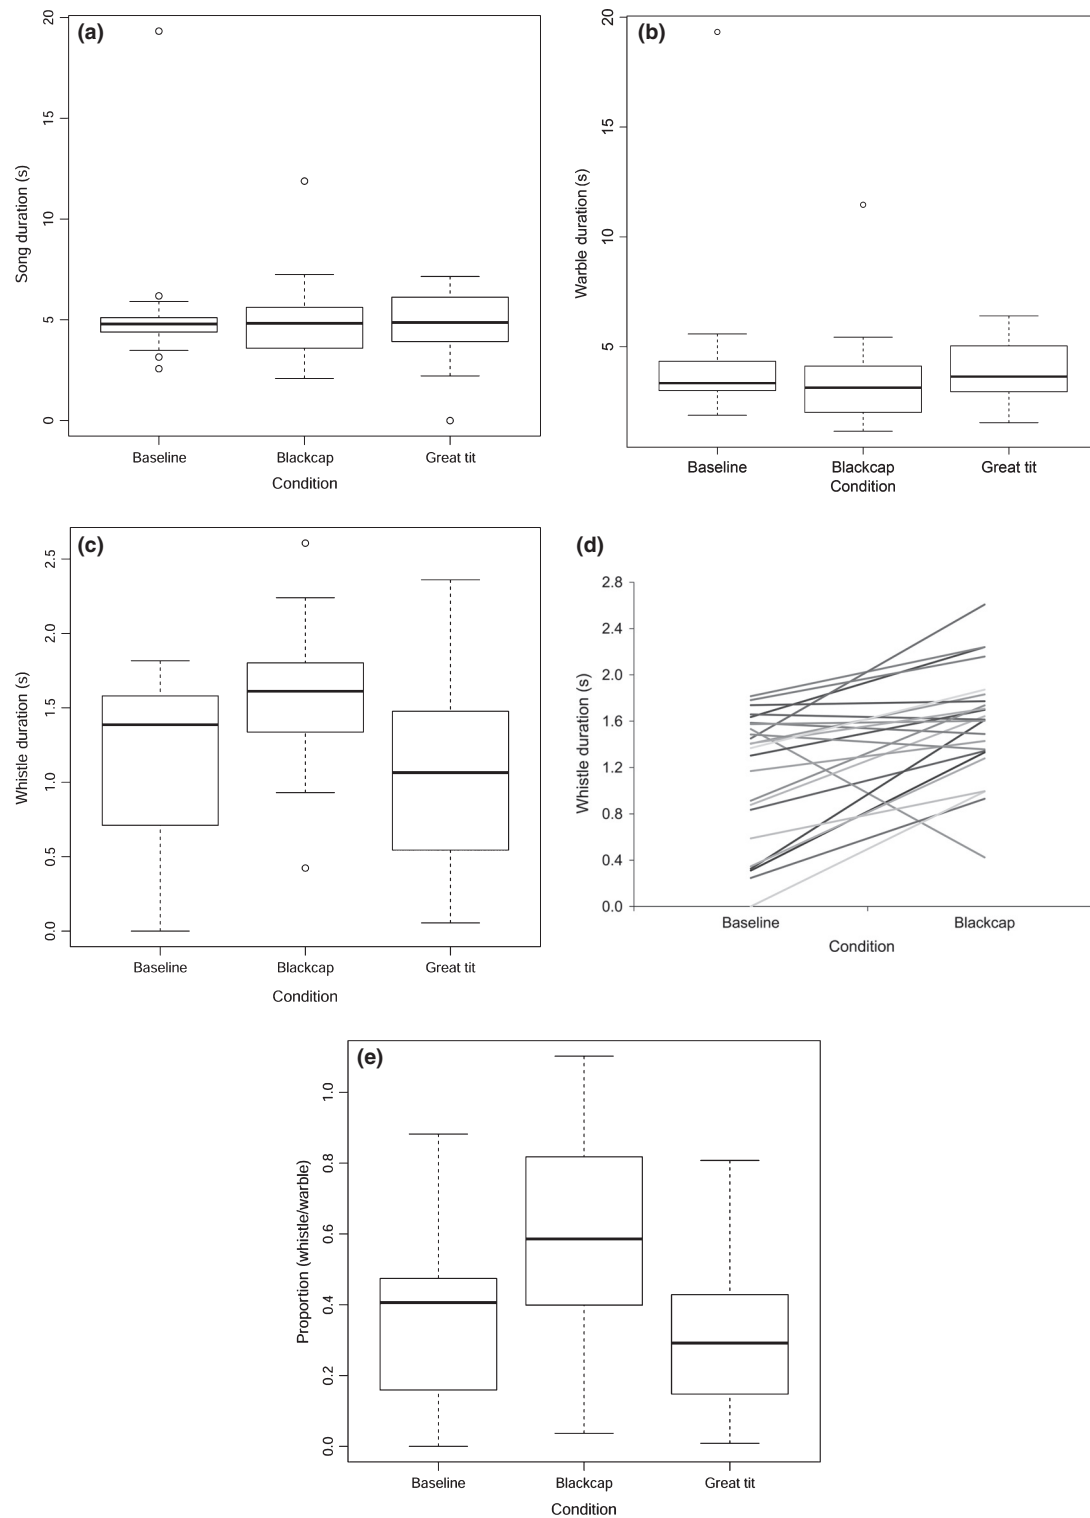 (a)
Song duration (s)
20
15
10
5
0
Baseline
Blackcap
Great tit
Condition
(b)
Warble duration (s)
20
15
10
5
Baseline
Blackcap
Great tit
Condition
(c)
Whistle duration (s)
2.5
2.0
1.5
1.0
0.5
0.0
Baseline
Blackcap
Great tit
Condition
(d)
Whistle duration (s)
2.8
2.4
2.0
1.6
1.2
0.8
0.4
0.0
Baseline
Blackcap
Condition
(e)
Proportion (whistle/warble)
1.0
0.8
0.6
0.4
0.2
0.0
Baseline
Blackcap
Great tit
Condition